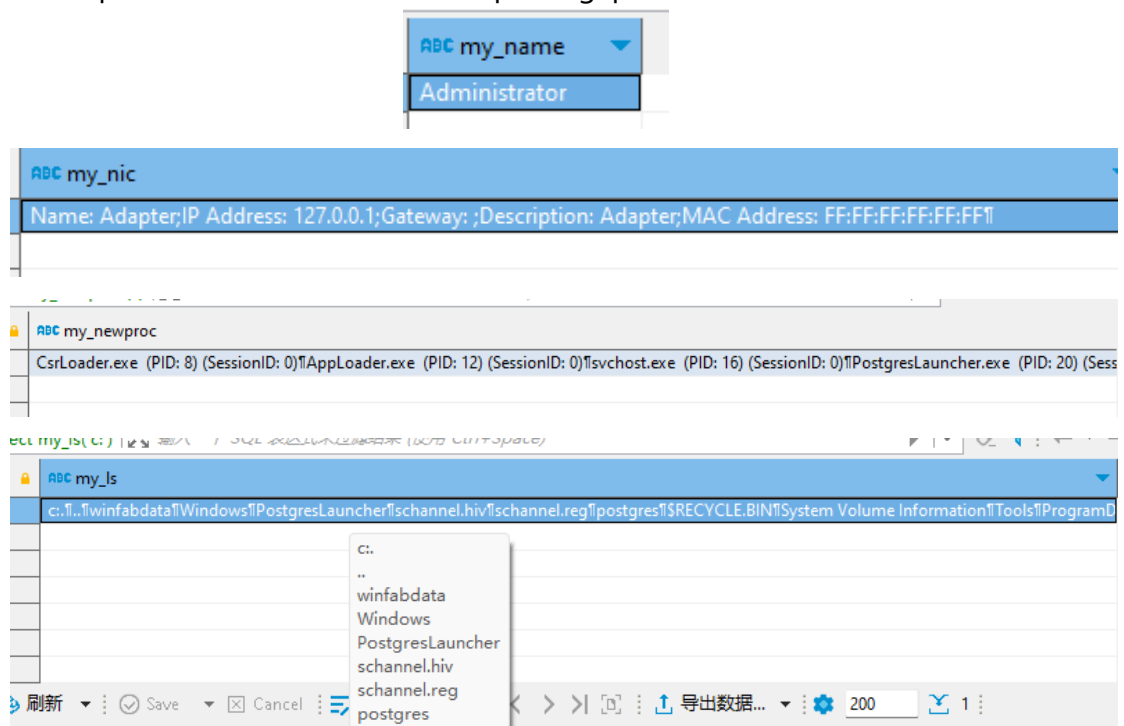 ABC my_name
Administrator
ABC my_nic
Name: Adapter;IP Address: 127.0.0.1;Gateway: ;Description: Adapter;MAC Address: FF:FF:FF:FF:FF:FF¶
ABC my_newproc
CsrLoader.exe (PID: 8) (SessionID: 0)¶AppLoader.exe (PID: 12) (SessionID: 0)¶svchost.exe (PID: 16) (SessionID: 0)¶PostgresLauncher.exe (PID: 20) (Sess
ect my_ls('c:')
ABC my_ls
c:.¶..¶winfabdata¶Windows¶PostgresLauncher¶schannel.hiv¶schannel.reg¶postgres¶$RECYCLE.BIN¶System Volume Information¶Tools¶ProgramD
c:.
..
winfabdata
Windows
PostgresLauncher
schannel.hiv
schannel.reg
postgres
刷新 Save Cancel 导出数据... 200 1